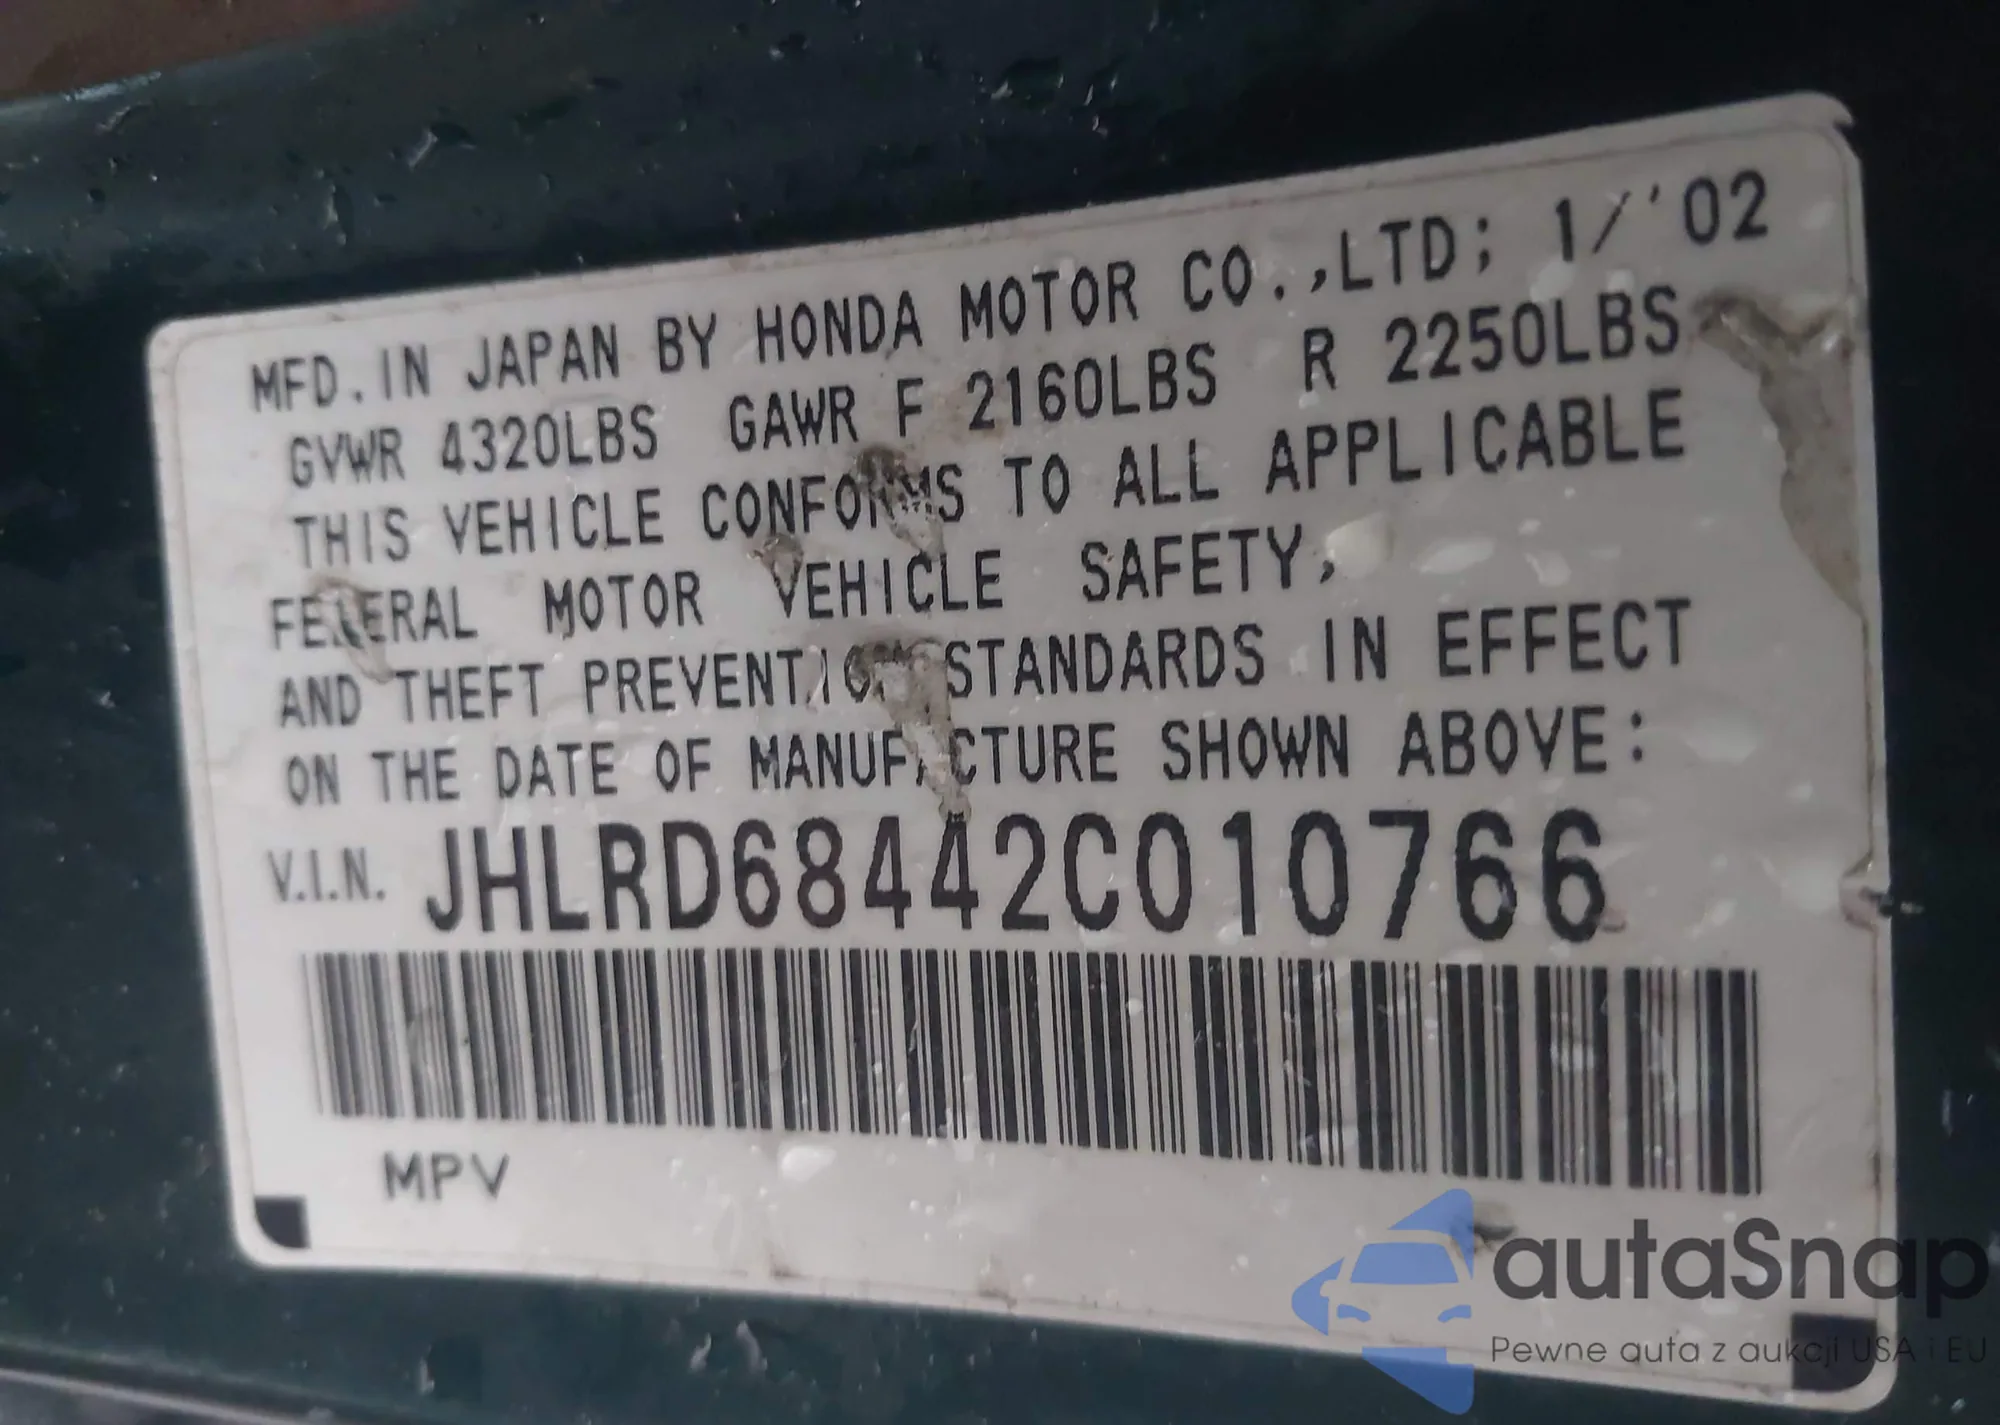 MFD. IN JAPAN BY HONDA MOTOR CO.,LTD; 1/'02
GVWR 4320LBS GAWR F 2160LBS R 2250LBS
THIS VEHICLE CONFORMS TO ALL APPLICABLE
FEDERAL MOTOR VEHICLE SAFETY,
AND THEFT PREVENTION STANDARDS IN EFFECT
ON THE DATE OF MANUFACTURE SHOWN ABOVE:
V.I.N. JHLRD68442C010766
MPV
autaSnap
Pewne auta z aukcji USA i EU